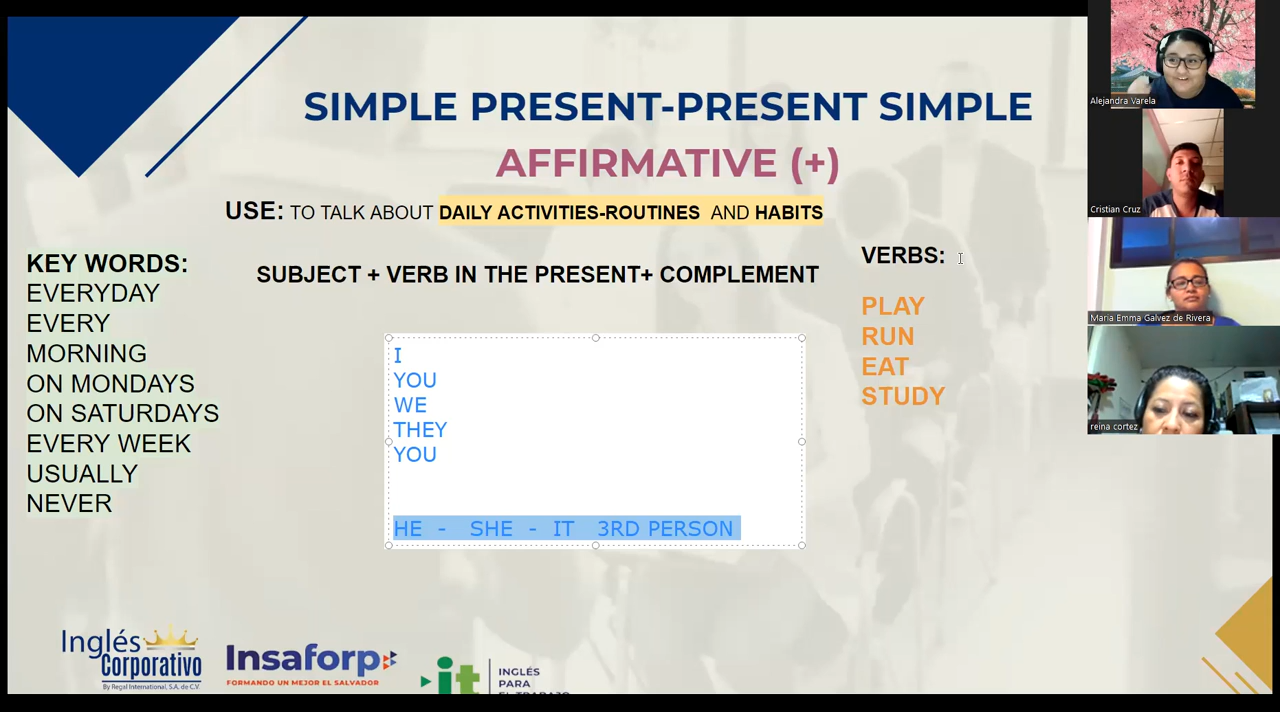 SIMPLE PRESENT-PRESENT SIMPLE
AFFIRMATIVE (+)
USE: TO TALK ABOUT DAILY ACTIVITIES-ROUTINES AND HABITS
KEY WORDS:
EVERYDAY
EVERY
MORNING
ON MONDAYS
ON SATURDAYS
EVERY WEEK
USUALLY
NEVER
SUBJECT + VERB IN THE PRESENT+ COMPLEMENT
I
YOU
WE
THEY
YOU
HE - SHE - IT 3RD PERSON
VERBS:
PLAY
RUN
EAT
STUDY
Alejandra Varela
Cristian Cruz
Maria Emma Galvez de Rivera
reina cortez
Inglés
Corporativo
By Regal International, S.A. de C.V.
Insaforp
FORMANDO UN MEJOR EL SALVADOR
it
INGLÉS
PARA
EL TRABAJO